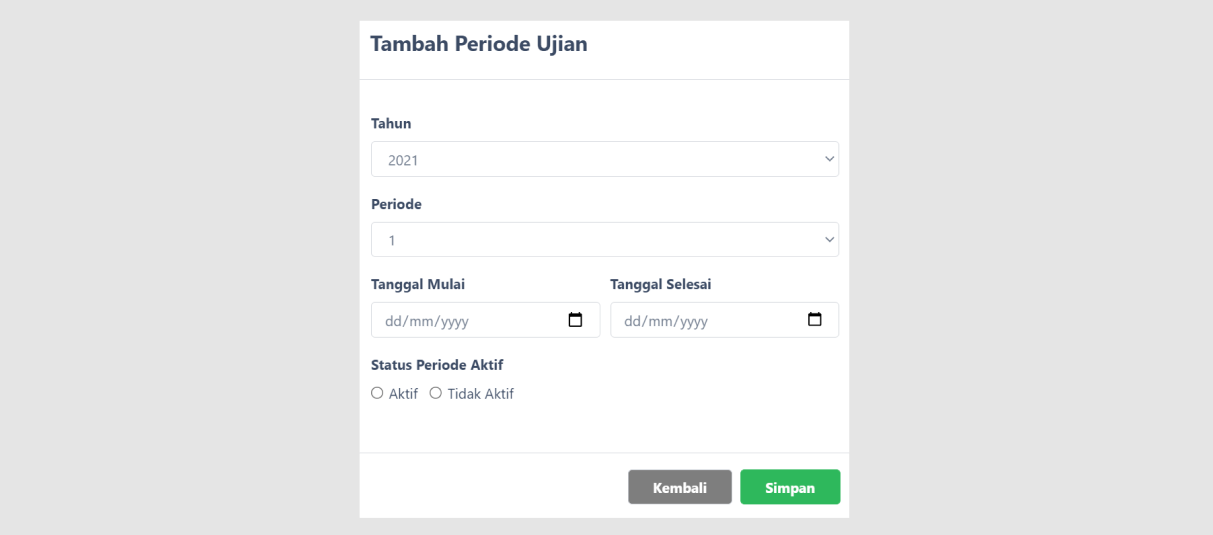 Tambah Periode Ujian
Tahun
2021
Periode
1
Tanggal Mulai Tanggal Selesai
dd/mm/yyyy dd/mm/yyyy
Status Periode Aktif
Aktif Tidak Aktif
Kembali Simpan